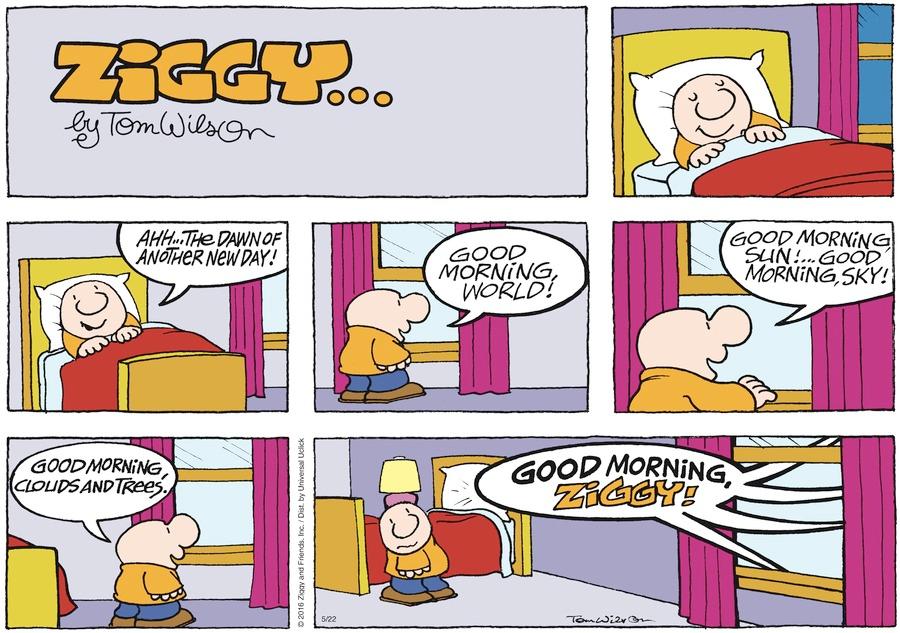 ZiGGY...
by Tom Wilson
AHH...THE DAWN OF
ANOTHER NEW DAY!
GOOD
MORNING,
WORLD!
GOOD MORNING,
SUN!...GOOD
MORNING, SKY!
GOOD MORNING,
CLOUDS AND TREES.
© 2016 Ziggy and Friends, Inc. / Dist. by Universal Uclick
5/22
GOOD MORNING,
ZiGGY!
Tom Wilson